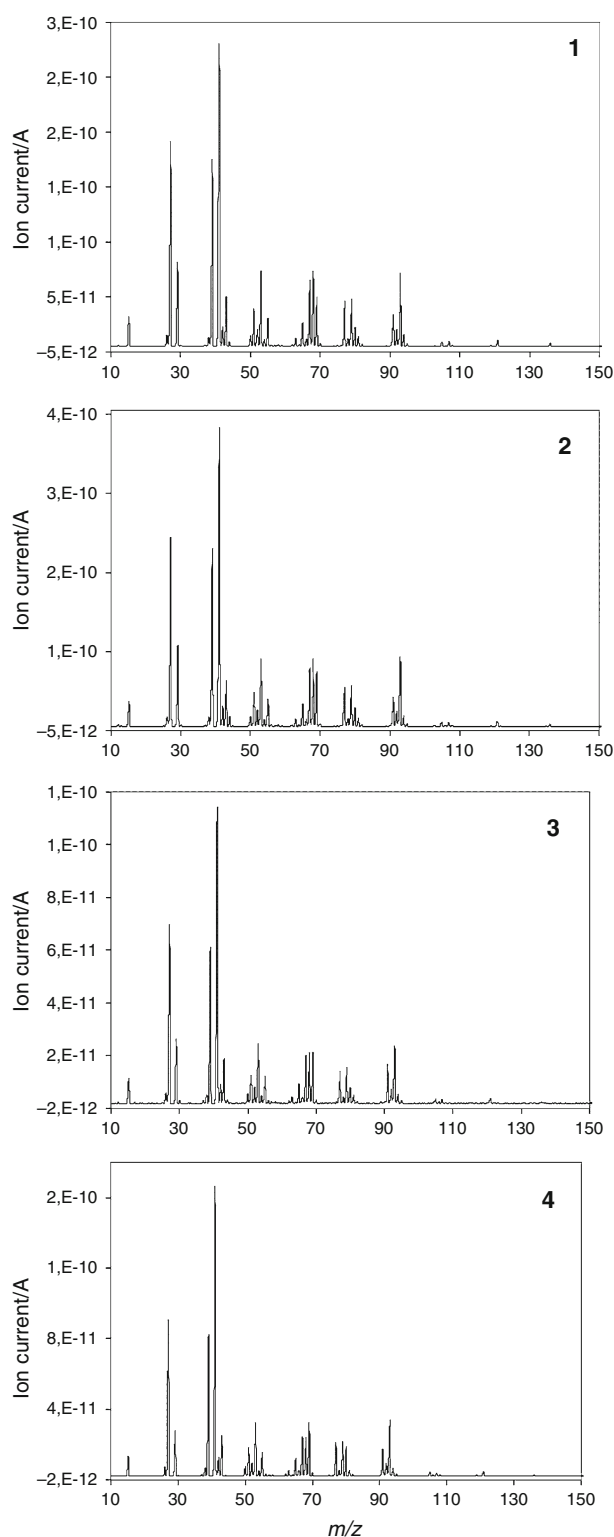 1
Ion current/A
3,E-10
2,E-10
2,E-10
1,E-10
1,E-10
5,E-11
–5,E-12
10 30 50 70 90 110 130 150
2
Ion current/A
4,E-10
3,E-10
2,E-10
1,E-10
–5,E-12
10 30 50 70 90 110 130 150
3
Ion current/A
1,E-10
8,E-11
6,E-11
4,E-11
2,E-11
–2,E-12
10 30 50 70 90 110 130 150
4
Ion current/A
2,E-10
1,E-10
8,E-11
4,E-11
–2,E-12
10 30 50 70 90 110 130 150
m/z